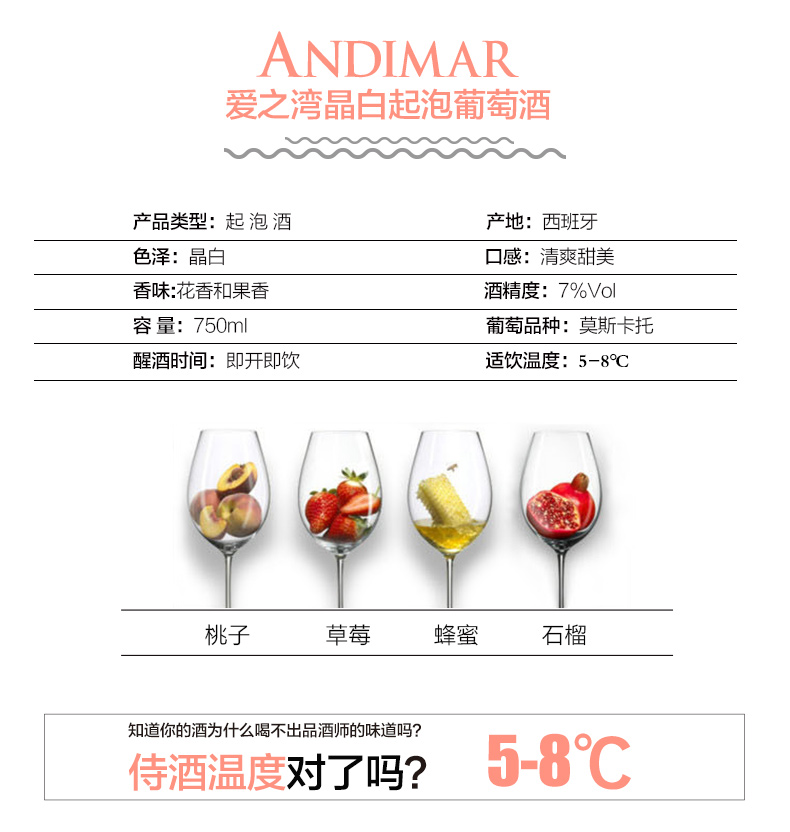 ANDIMAR
爱之湾晶白起泡葡萄酒
产品类型：起 泡 酒 产地：西班牙
色泽：晶白 口感：清爽甜美
香味:花香和果香 酒精度：7%Vol
容 量：750ml 葡萄品种：莫斯卡托
醒酒时间：即开即饮 适饮温度：5-8℃
桃子 草莓 蜂蜜 石榴
知道你的酒为什么喝不出品酒师的味道吗?
侍酒温度对了吗? 5-8℃